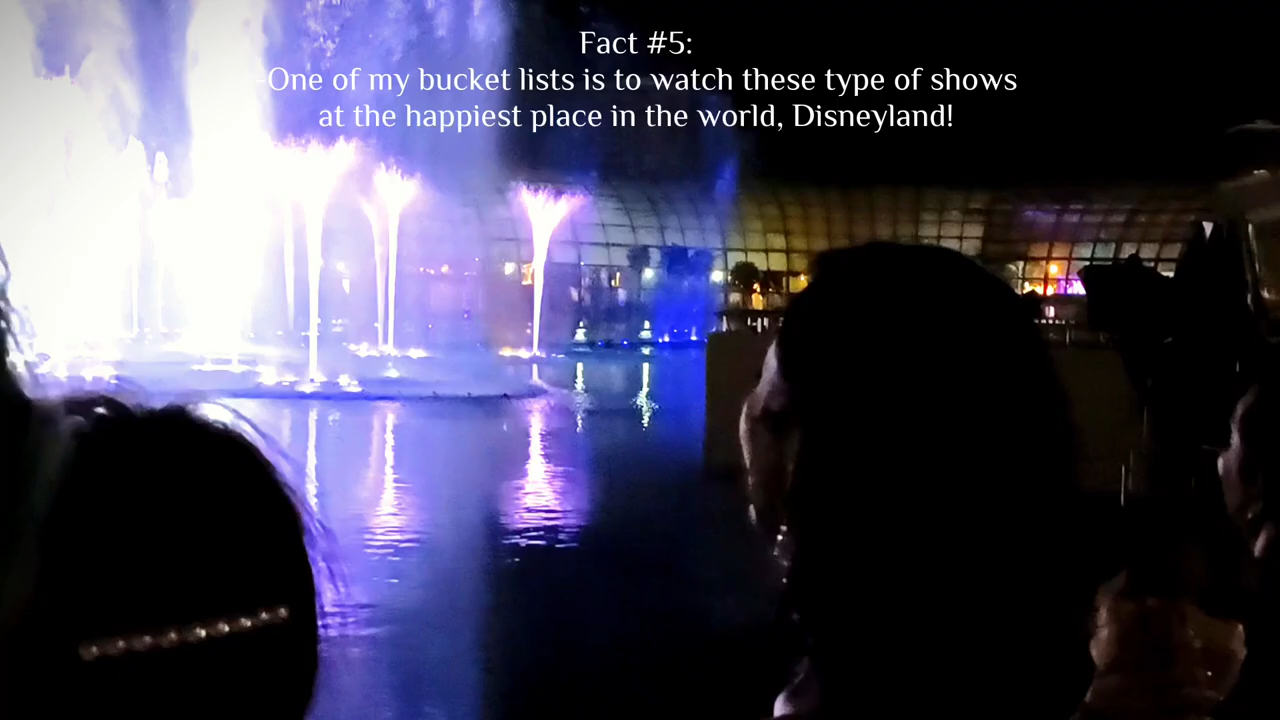 Fact #5:
-One of my bucket lists is to watch these type of shows
at the happiest place in the world, Disneyland!